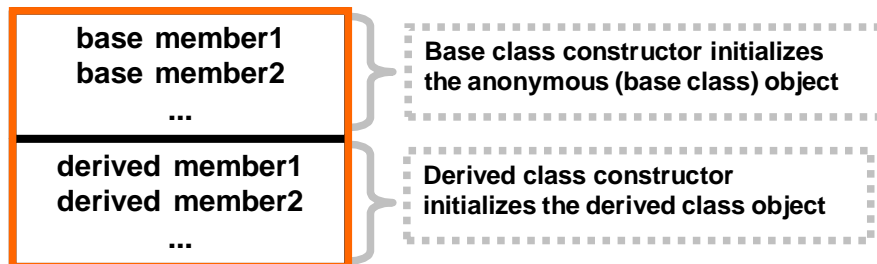 base member1
base member2
...
Base class constructor initializes
the anonymous (base class) object
derived member1
derived member2
...
Derived class constructor
initializes the derived class object